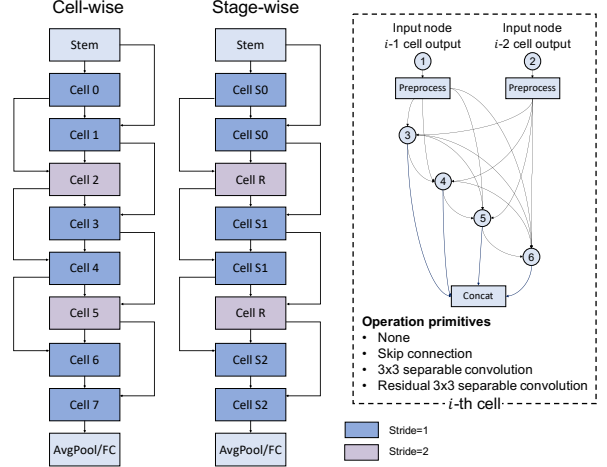 Cell-wise
Stem
Cell 0
Cell 1
Cell 2
Cell 3
Cell 4
Cell 5
Cell 6
Cell 7
AvgPool/FC
Stage-wise
Stem
Cell S0
Cell S0
Cell R
Cell S1
Cell S1
Cell R
Cell S2
Cell S2
AvgPool/FC
Input node
i-1 cell output
Input node
i-2 cell output
1
2
Preprocess
Preprocess
3
4
5
6
Concat
Operation primitives
• None
• Skip connection
• 3x3 separable convolution
• Residual 3x3 separable convolution
i-th cell
Stride=1
Stride=2